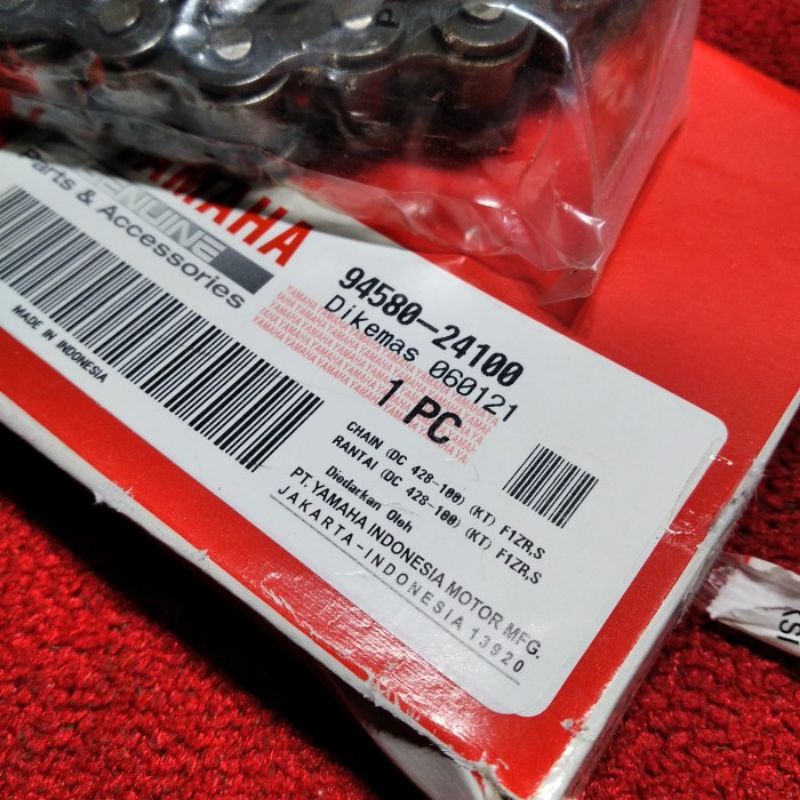 YAMAHA
GENUINE
Parts & Accessories
MADE IN INDONESIA
94580-24100
Dikemas 060121
1 PC
CHAIN (DC 428-100) (KT) F1ZR,S
RANTAI (DC 428-100) (KT) F1ZR,S
Diedarkan Oleh
PT. YAMAHA INDONESIA MOTOR MFG.
JAKARTA-INDONESIA 13920